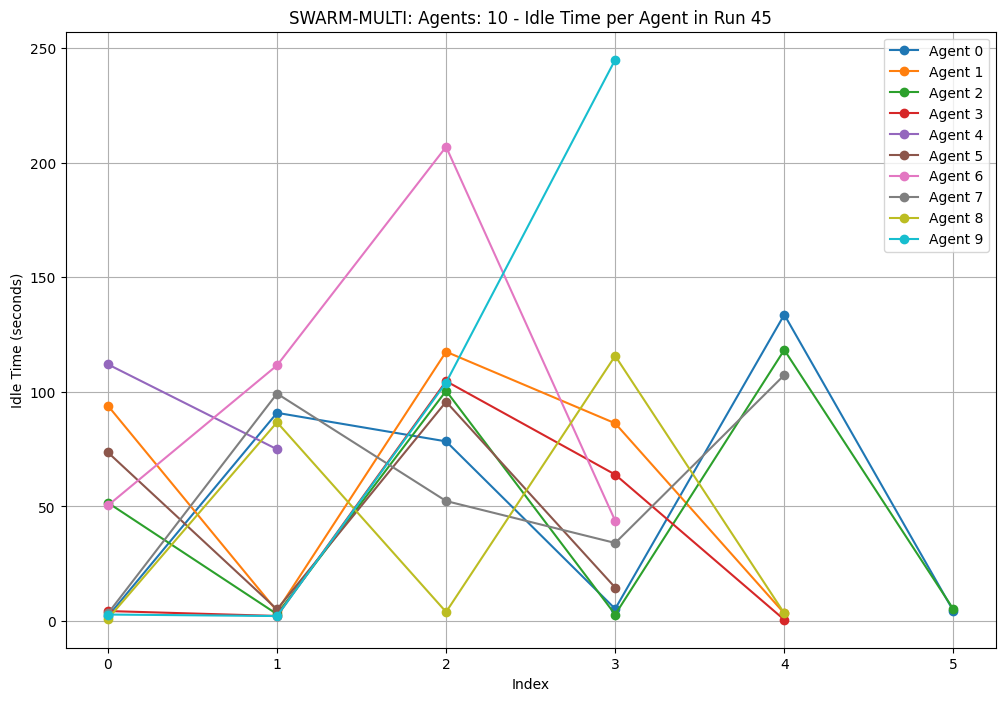 SWARM-MULTI: Agents: 10 - Idle Time per Agent in Run 45
250
200
150
100
50
0
Idle Time (seconds)
0 1 2 3 4 5
Index
Agent 0
Agent 1
Agent 2
Agent 3
Agent 4
Agent 5
Agent 6
Agent 7
Agent 8
Agent 9